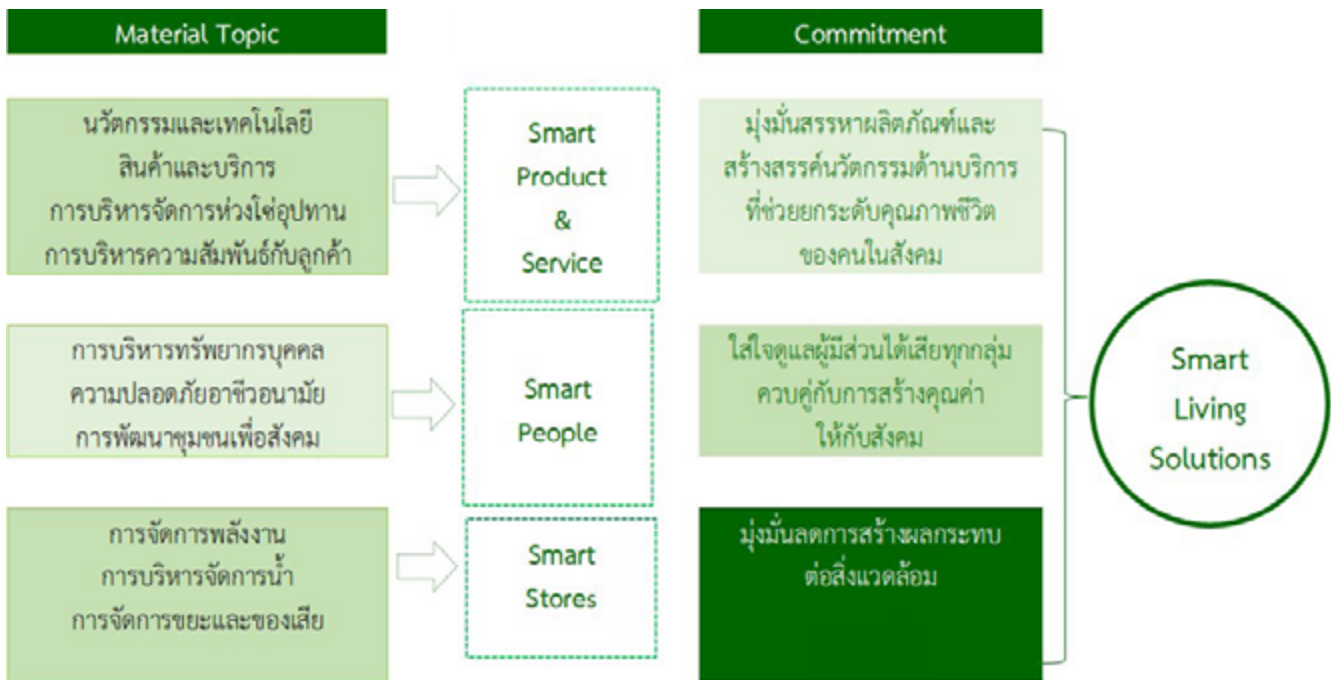 Material Topic
Commitment
นวัตกรรมและเทคโนโลยี
สินค้าและบริการ
การบริหารจัดการห่วงโซ่อุปทาน
การบริหารความสัมพันธ์กับลูกค้า
Smart
Product
&
Service
มุ่งมั่นสรรหาผลิตภัณฑ์และ
สร้างสรรค์นวัตกรรมด้านบริการ
ที่ช่วยยกระดับคุณภาพชีวิต
ของคนในสังคม
การบริหารทรัพยากรบุคคล
ความปลอดภัยอาชีวอนามัย
การพัฒนาชุมชนเพื่อสังคม
Smart
People
ใส่ใจดูแลผู้มีส่วนได้เสียทุกกลุ่ม
ควบคู่กับการสร้างคุณค่า
ให้กับสังคม
การจัดการพลังงาน
การบริหารจัดการน้ำ
การจัดการขยะและของเสีย
Smart
Stores
มุ่งมั่นลดการสร้างผลกระทบ
ต่อสิ่งแวดล้อม
Smart
Living
Solutions